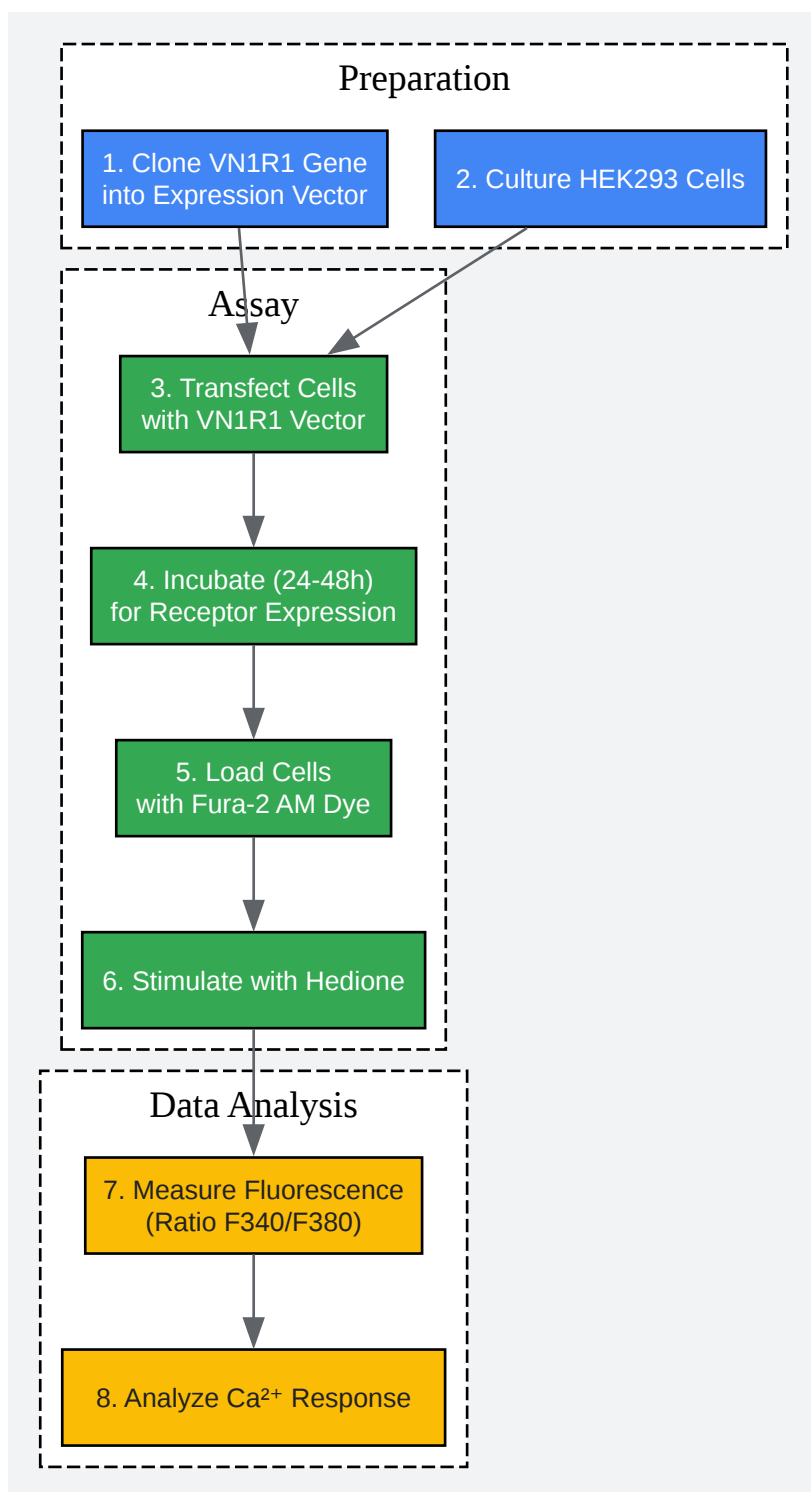 Preparation
1. Clone VN1R1 Gene
into Expression Vector
2. Culture HEK293 Cells
Assay
3. Transfect Cells
with VN1R1 Vector
4. Incubate (24-48h)
for Receptor Expression
5. Load Cells
with Fura-2 AM Dye
6. Stimulate with Hedione
Data Analysis
7. Measure Fluorescence
(Ratio F340/F380)
8. Analyze Ca²⁺ Response